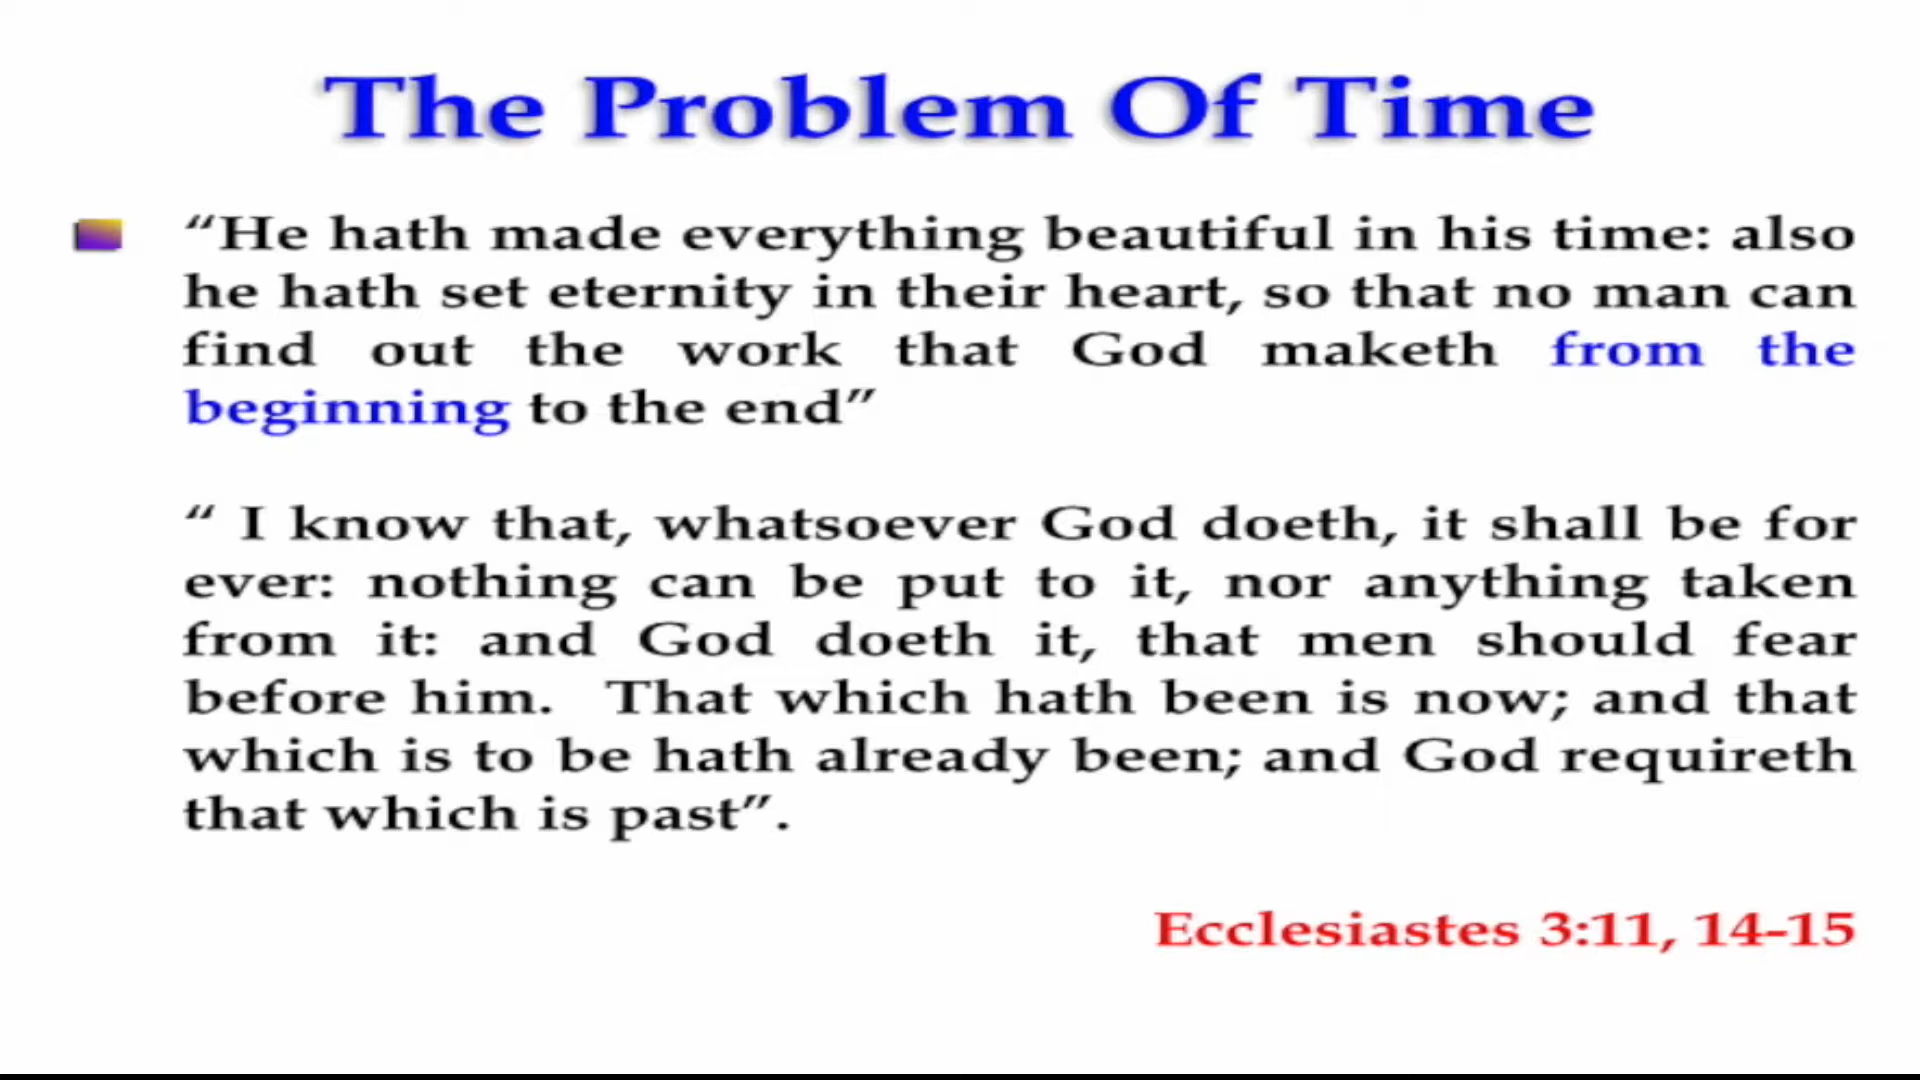 The Problem Of Time
“He hath made everything beautiful in his time: also
he hath set eternity in their heart, so that no man can
find out the work that God maketh from the
beginning to the end”
“ I know that, whatsoever God doeth, it shall be for
ever: nothing can be put to it, nor anything taken
from it: and God doeth it, that men should fear
before him.  That which hath been is now; and that
which is to be hath already been; and God requireth
that which is past”.
Ecclesiastes 3:11, 14-15